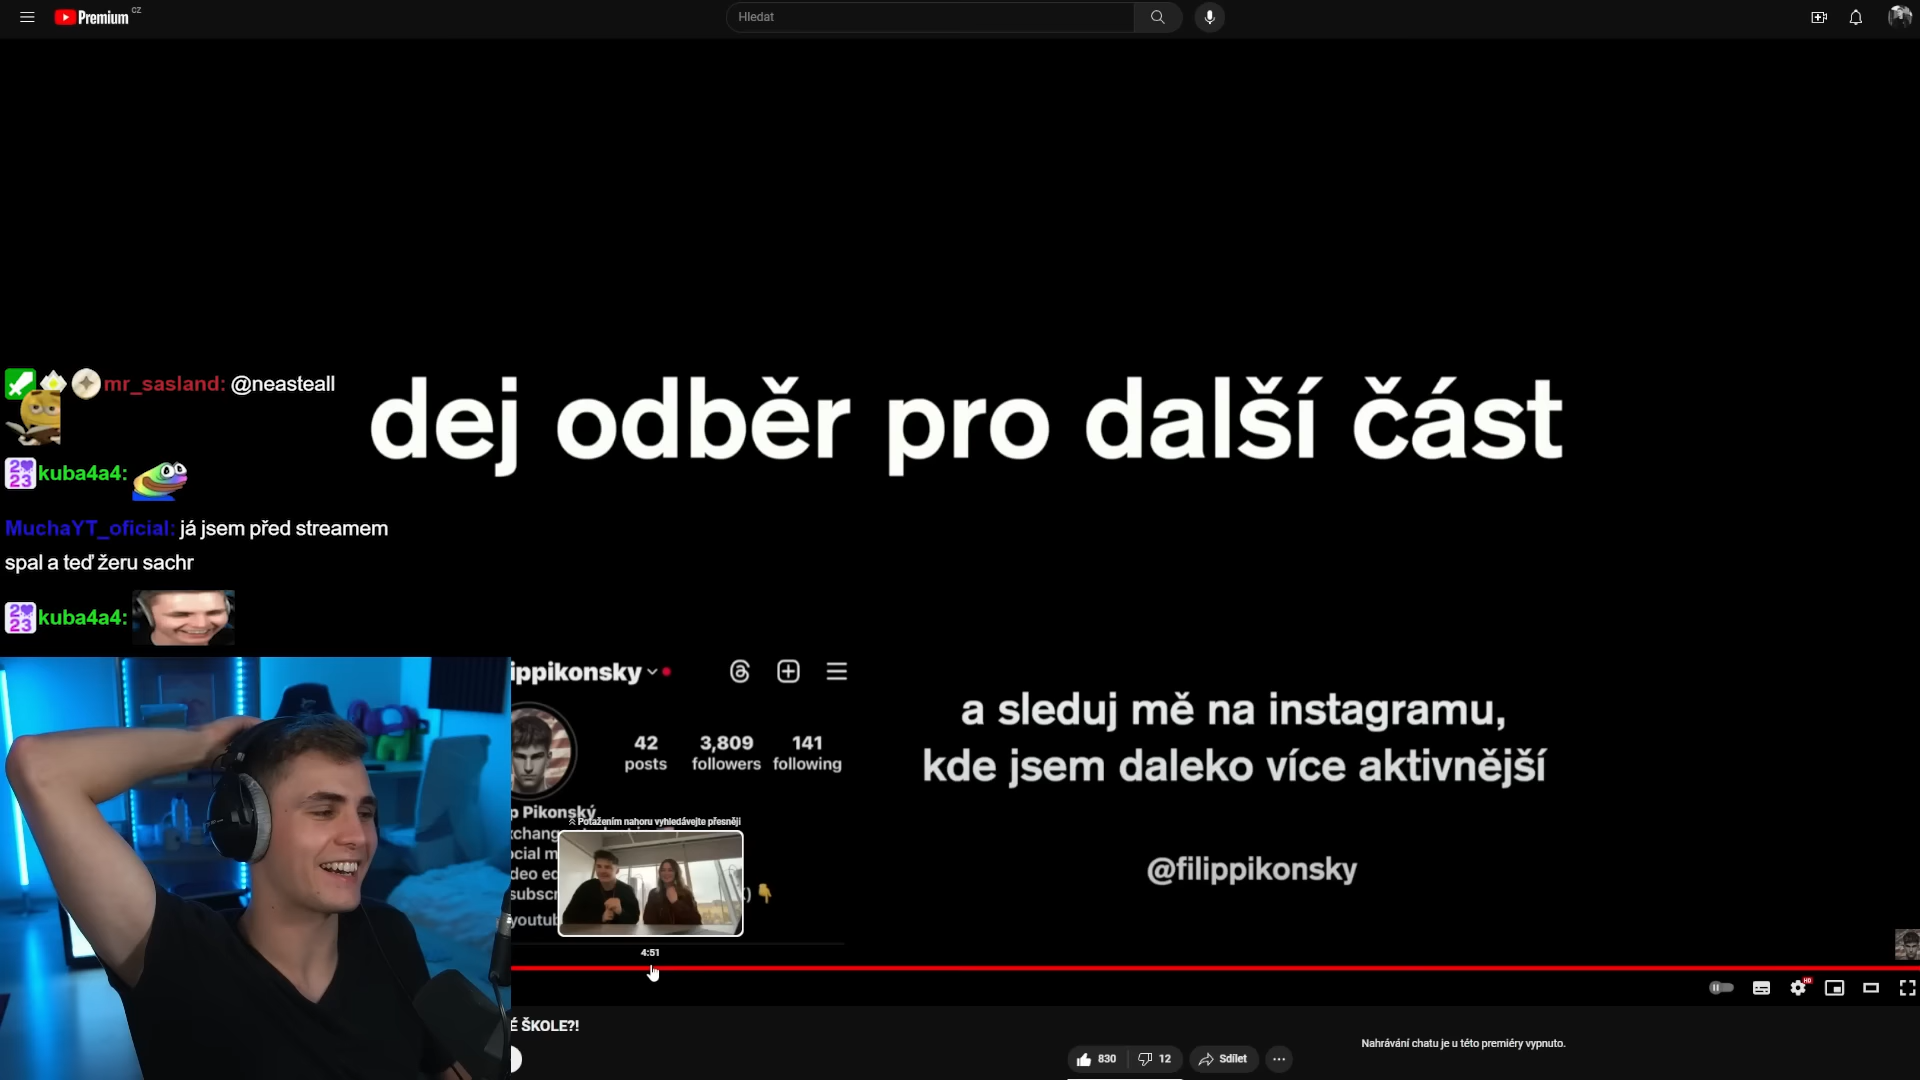 Premium CZ
Hledat
dej odběr pro další část
mr_sasland: @neasteall
kuba4a4:
MuchaYT_oficial: já jsem před streamem
spal a teď žeru sachr
kuba4a4:
ippikonsky
42 posts
3,809 followers
141 following
p Pikonský
Potažením nahoru vyhledávejte přesněji
4:51
a sleduj mě na instagramu,
kde jsem daleko více aktivnější
@filippikonsky
É ŠKOLE?!
830
12
Sdílet
Nahrávání chatu je u této premiéry vypnuto.